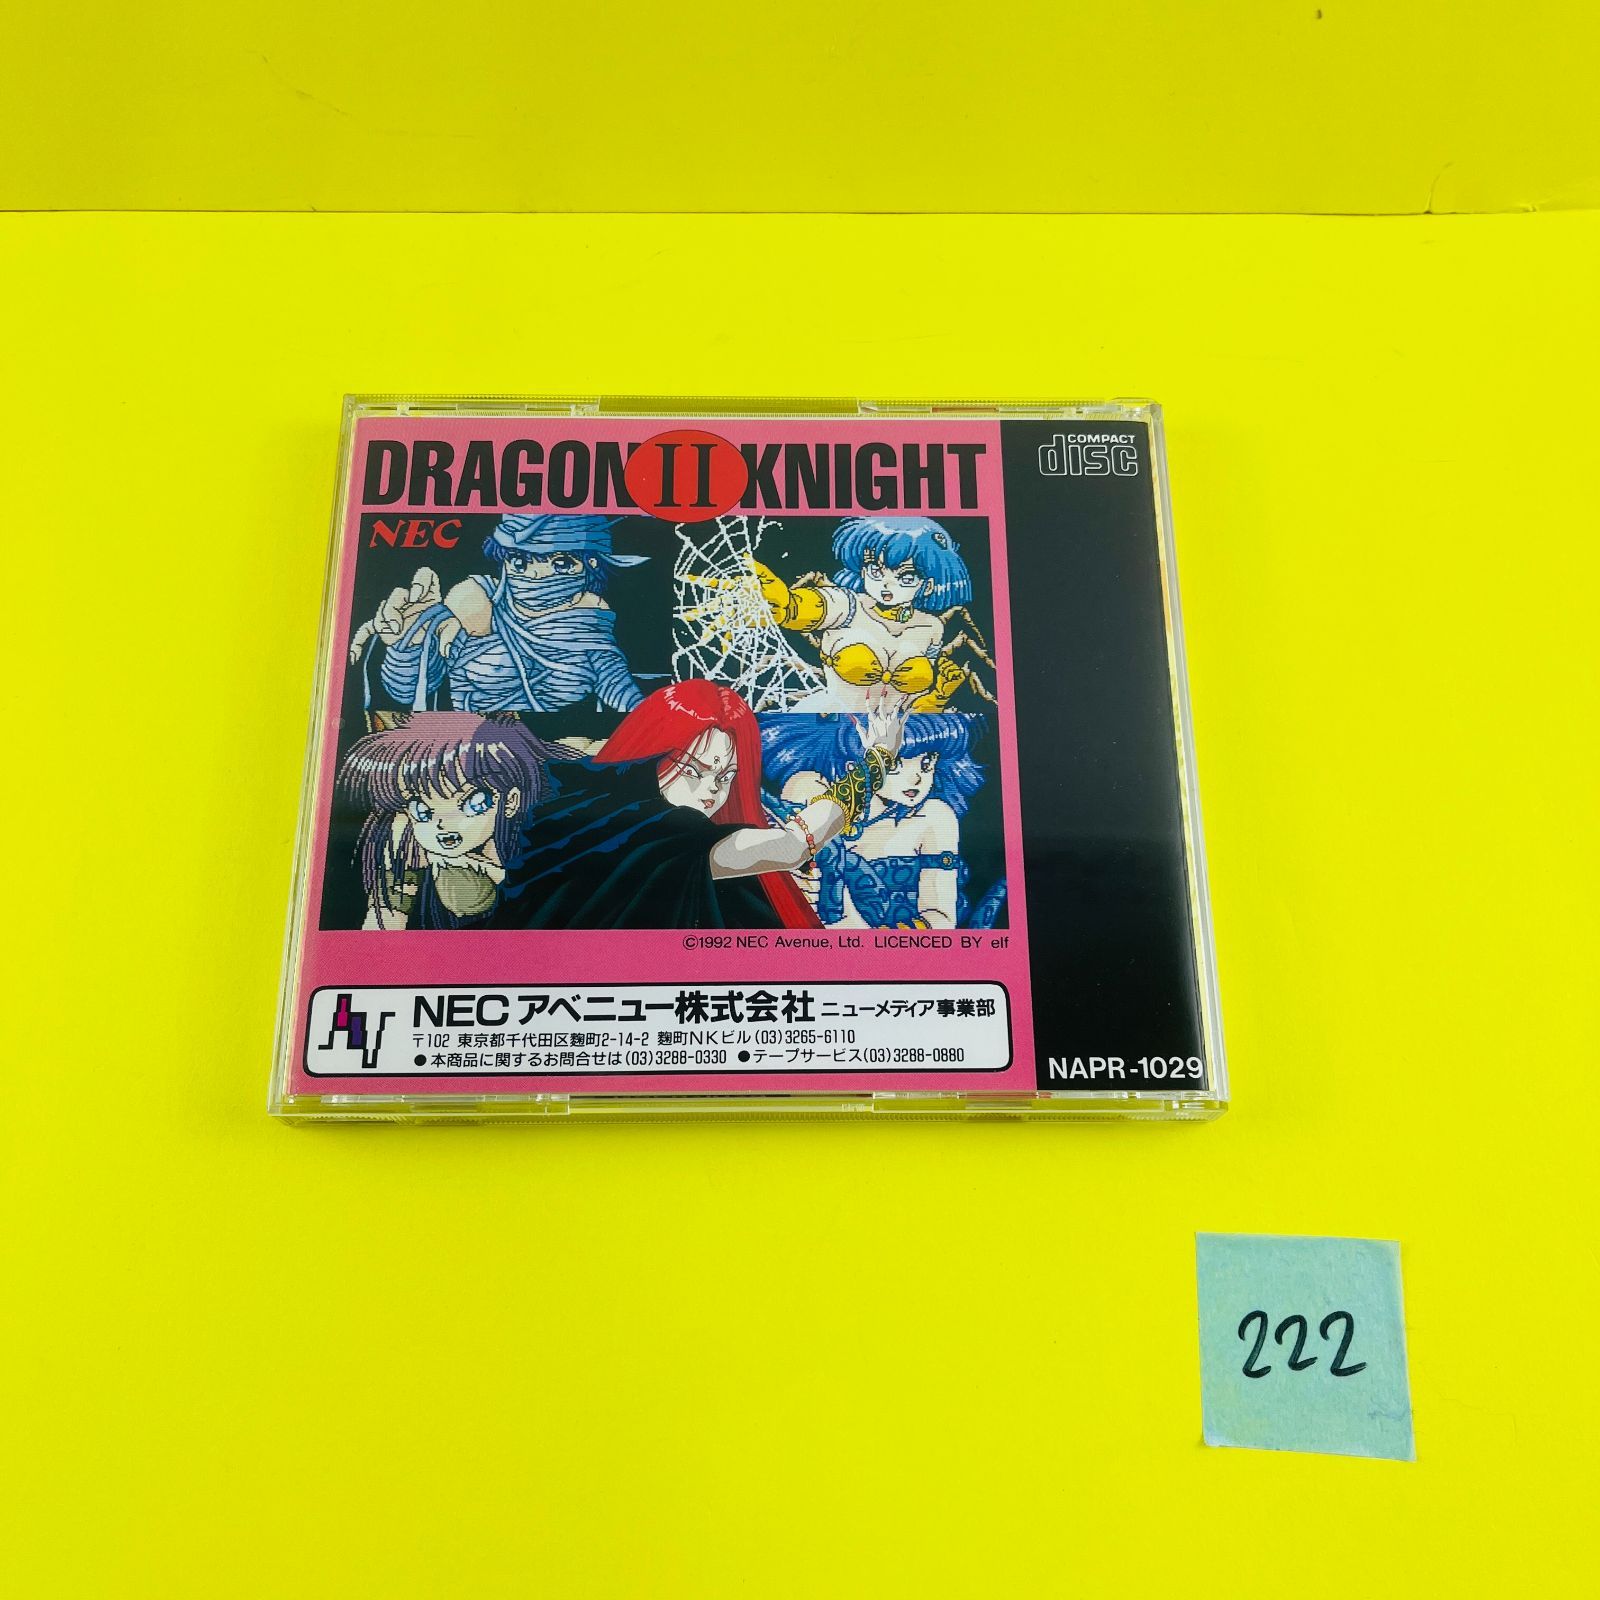 DRAGON II KNIGHT
COMPACT
disc
NEC
©1992 NEC Avenue, Ltd. LICENCED BY elf
NECアベニュー株式会社 ニューメディア事業部
〒102 東京都千代田区麹町2-14-2 麹町NKビル (03)3265-6110
●本商品に関するお問合せは(03)3288-0330 ●テープサービス(03)3288-0880
NAPR-1029
222